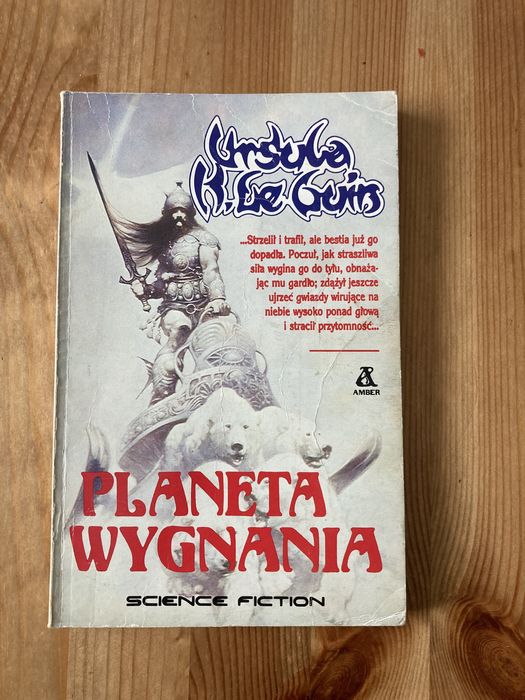 Ursula
K. Le Guin
...Strzelił i trafił, ale bestia już go
dopadła. Poczuł, jak straszliwa
siła wygina go do tyłu, obnaża-
jąc mu gardło; zdążył jeszcze
ujrzeć gwiazdy wirujące na
niebie wysoko ponad głową
i stracił przytomność...
AMBER
PLANETA
WYGNANIA
SCIENCE FICTION